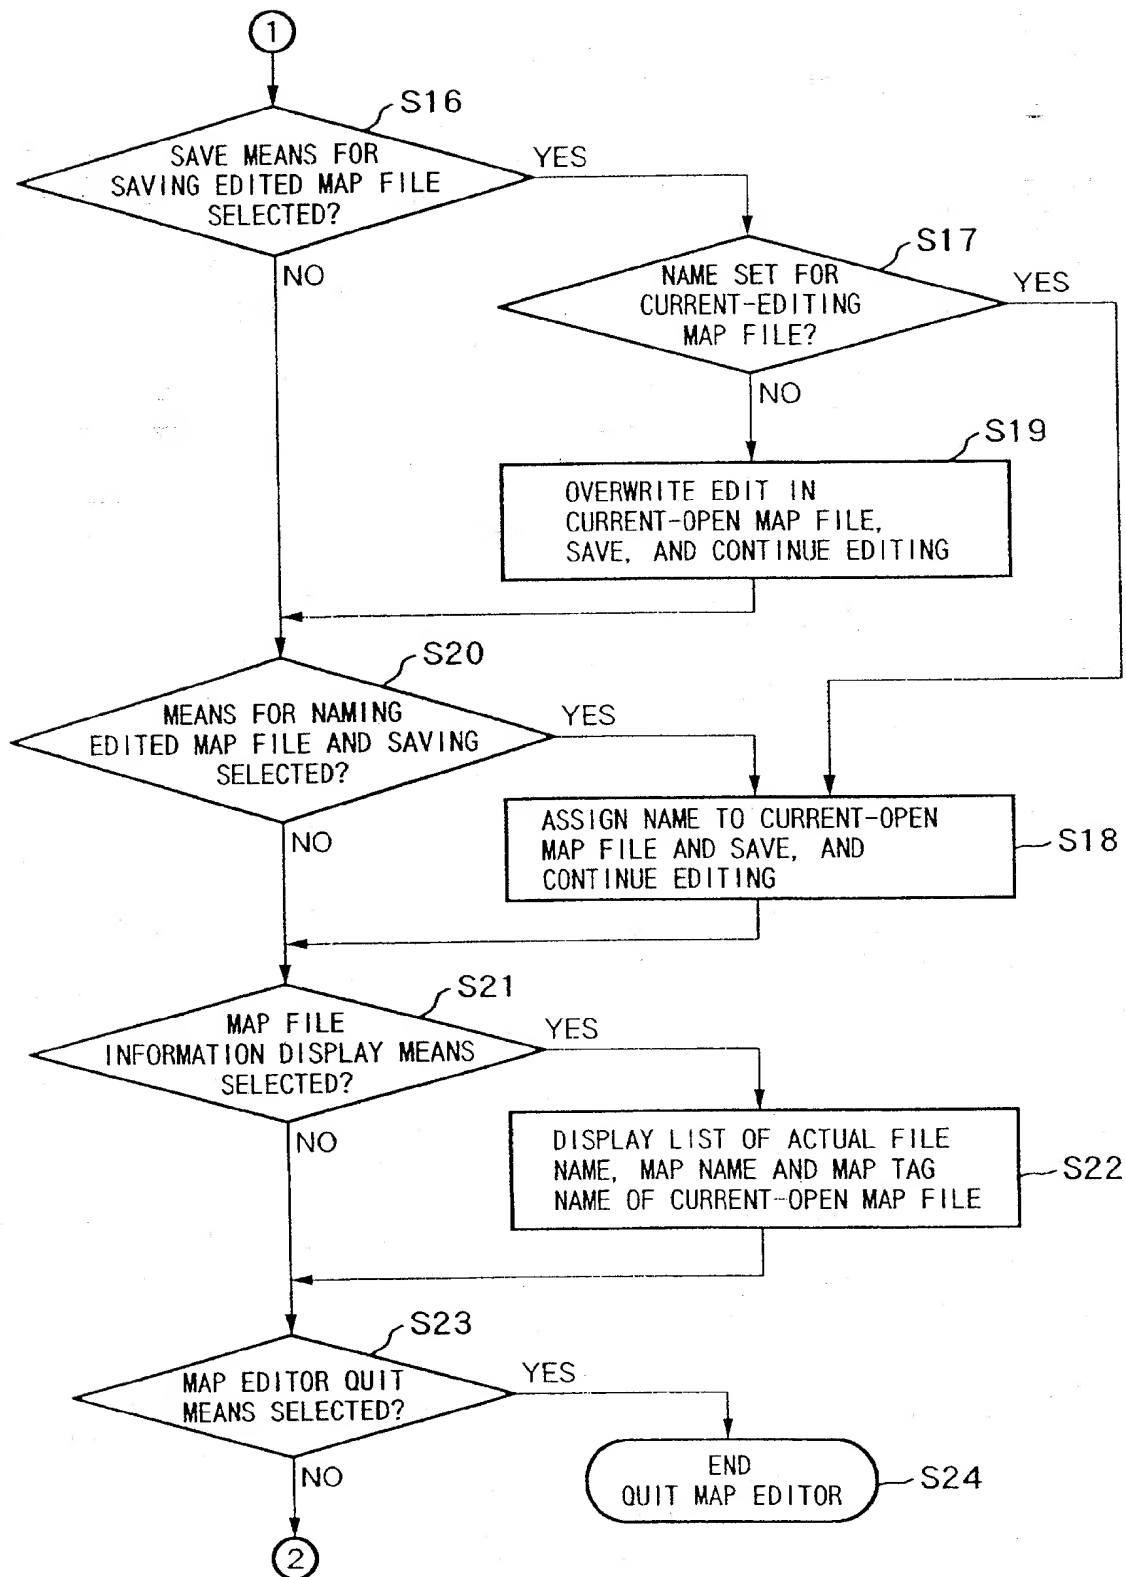 1
S16
SAVE MEANS FOR
SAVING EDITED MAP FILE
SELECTED?
YES
NO
S17
NAME SET FOR
CURRENT-EDITING
MAP FILE?
YES
NO
S19
OVERWRITE EDIT IN
CURRENT-OPEN MAP FILE,
SAVE, AND CONTINUE EDITING
S20
MEANS FOR NAMING
EDITED MAP FILE AND SAVING
SELECTED?
YES
NO
ASSIGN NAME TO CURRENT-OPEN
MAP FILE AND SAVE, AND
CONTINUE EDITING
S18
S21
MAP FILE
INFORMATION DISPLAY MEANS
SELECTED?
YES
NO
DISPLAY LIST OF ACTUAL FILE
NAME, MAP NAME AND MAP TAG
NAME OF CURRENT-OPEN MAP FILE
S22
S23
MAP EDITOR QUIT
MEANS SELECTED?
YES
NO
END
QUIT MAP EDITOR
S24
2